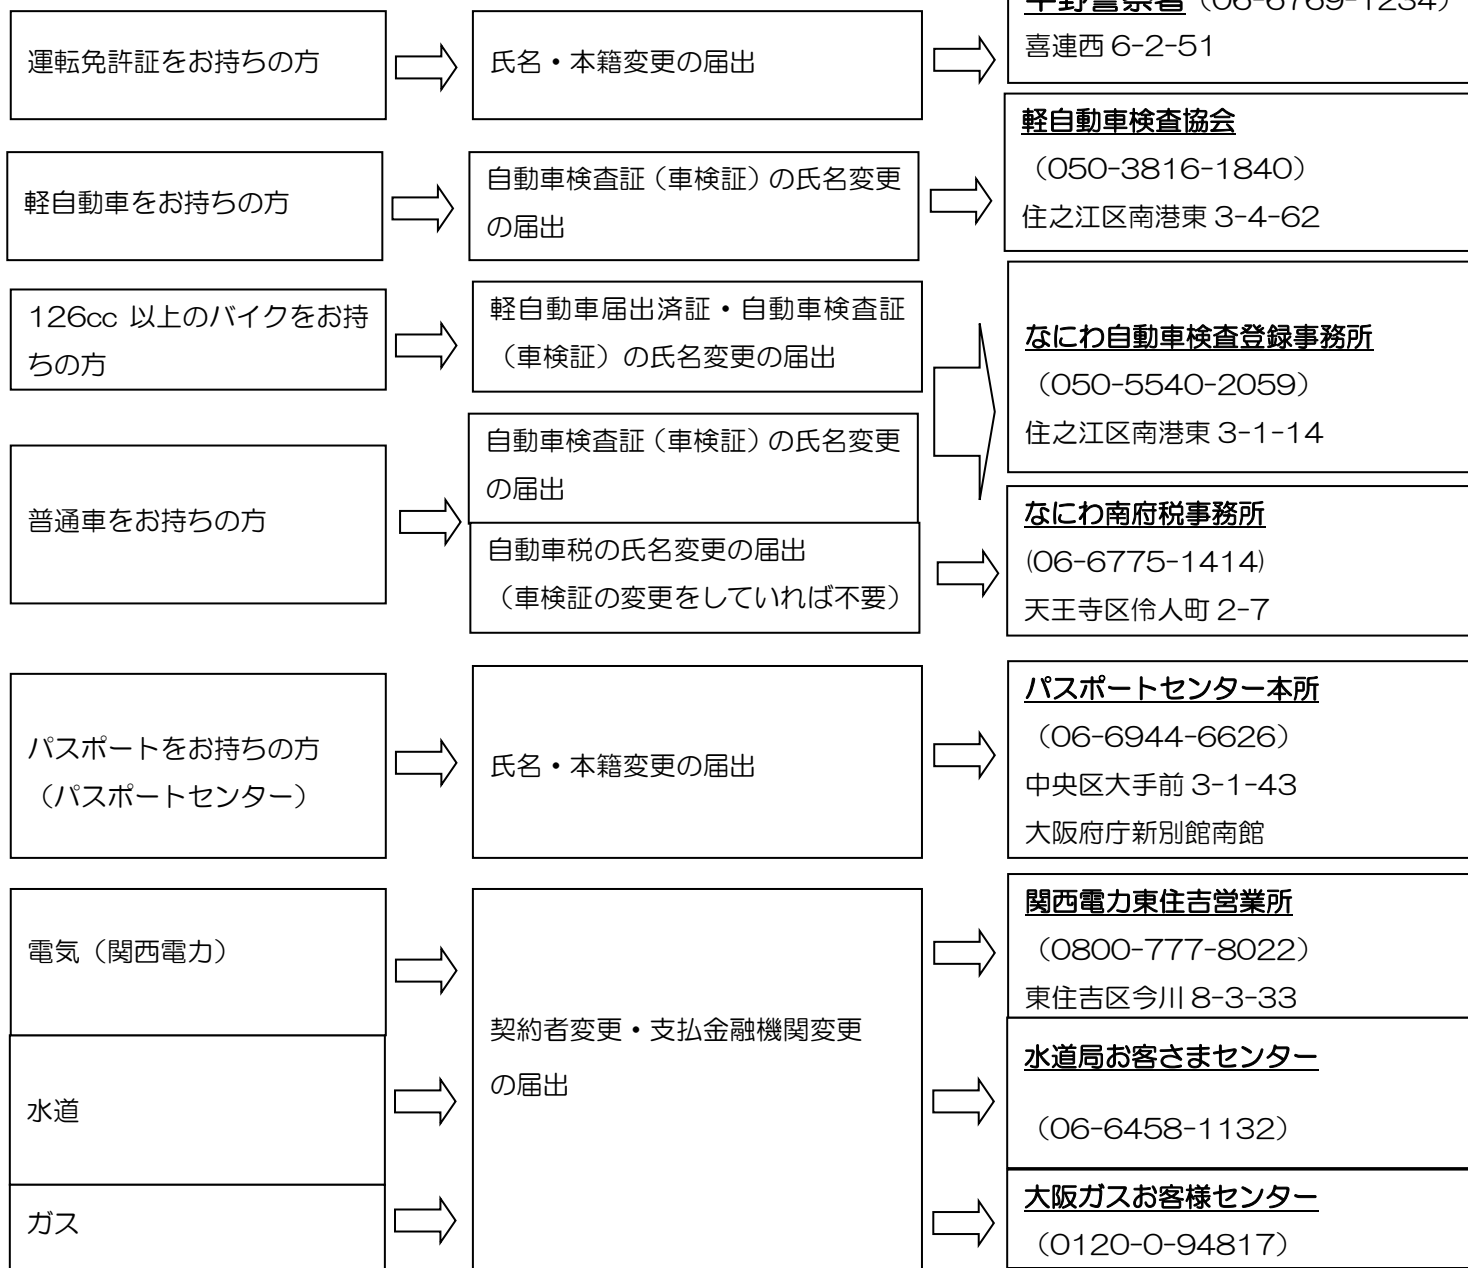 平野警察署（06-6769-1234）
運転免許証をお持ちの方
氏名・本籍変更の届出
喜連西 6-2-51
軽自動車をお持ちの方
自動車検査証（車検証）の氏名変更
の届出
軽自動車検査協会
（050-3816-1840）
住之江区南港東 3-4-62
126cc 以上のバイクをお持
ちの方
軽自動車届出済証・自動車検査証
（車検証）の氏名変更の届出
なにわ自動車検査登録事務所
（050-5540-2059）
住之江区南港東 3-1-14
普通車をお持ちの方
自動車検査証（車検証）の氏名変更
の届出
自動車税の氏名変更の届出
（車検証の変更をしていれば不要）
なにわ南府税事務所
(06-6775-1414)
天王寺区伶人町 2-7
パスポートをお持ちの方
（パスポートセンター）
氏名・本籍変更の届出
パスポートセンター本所
（06-6944-6626）
中央区大手前 3-1-43
大阪府庁新別館南館
電気（関西電力）
水道
ガス
契約者変更・支払金融機関変更
の届出
関西電力東住吉営業所
（0800-777-8022）
東住吉区今川 8-3-33
水道局お客さまセンター
（06-6458-1132）
大阪ガスお客様センター
（0120-0-94817）